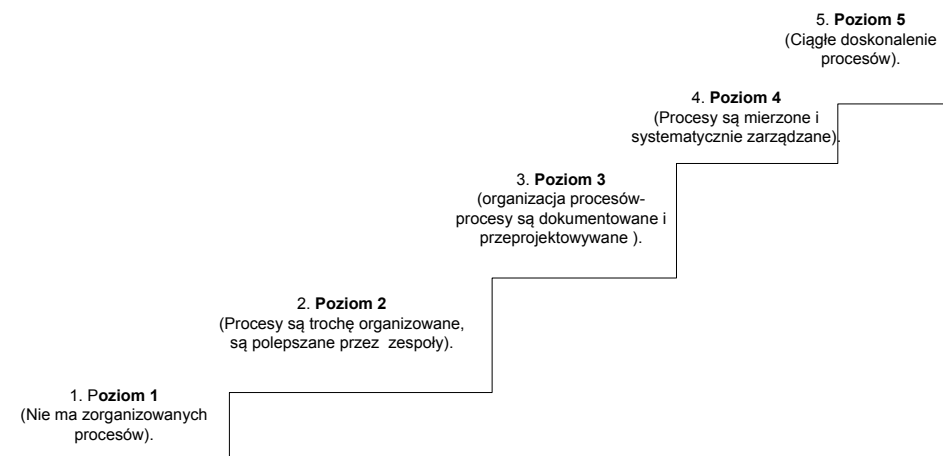 5. Poziom 5
(Ciągłe doskonalenie
procesów).
4. Poziom 4
(Procesy są mierzone i
systematycznie zarządzane).
3. Poziom 3
(organizacja procesów-
procesy są dokumentowane i
przeprojektowywane ).
2. Poziom 2
(Procesy są trochę organizowane,
są polepszane przez  zespoły).
1. Poziom 1
(Nie ma zorganizowanych
procesów).